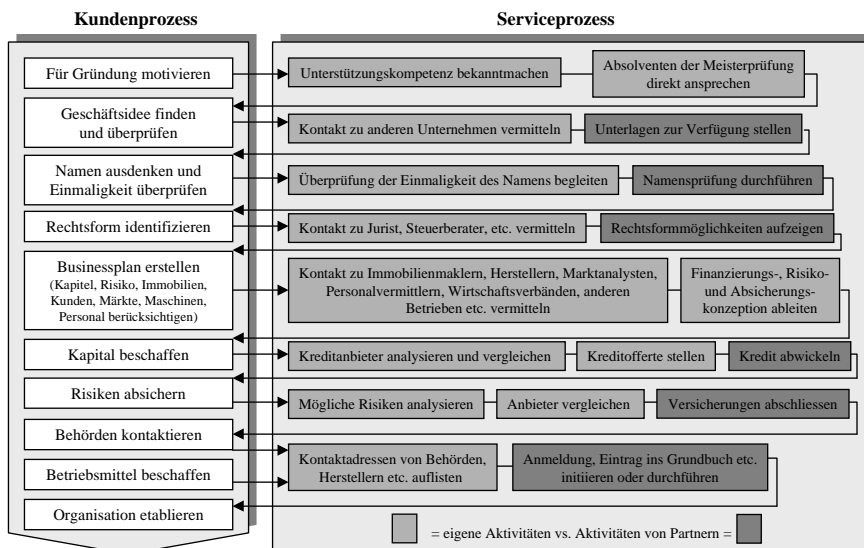 Kundenprozess
Serviceprozess
Für Gründung motivieren
Unterstützungskompetenz bekanntmachen
Absolventen der Meisterprüfung
direkt ansprechen
Geschäftsidee finden
und überprüfen
Kontakt zu anderen Unternehmen vermitteln
Unterlagen zur Verfügung stellen
Namen ausdenken und
Einmaligkeit überprüfen
Überprüfung der Einmaligkeit des Namens begleiten
Namensprüfung durchführen
Rechtsform identifizieren
Kontakt zu Jurist, Steuerberater, etc. vermitteln
Rechtsformmöglichkeiten aufzeigen
Businessplan erstellen
(Kapitel, Risiko, Immobilien,
Kunden, Märkte, Maschinen,
Personal berücksichtigen)
Kontakt zu Immobilienmaklern, Herstellern, Marktanalysten,
Personalvermittlern, Wirtschaftsverbänden, anderen
Betrieben etc. vermitteln
Finanzierungs-, Risiko-
und Absicherungs-
konzeption ableiten
Kapital beschaffen
Kreditanbieter analysieren und vergleichen
Kreditofferte stellen
Kredit abwickeln
Risiken absichern
Mögliche Risiken analysieren
Anbieter vergleichen
Versicherungen abschliessen
Behörden kontaktieren
Betriebsmittel beschaffen
Kontaktadressen von Behörden,
Herstellern etc. auflisten
Anmeldung, Eintrag ins Grundbuch etc.
initiieren oder durchführen
Organisation etablieren
= eigene Aktivitäten vs. Aktivitäten von Partnern =